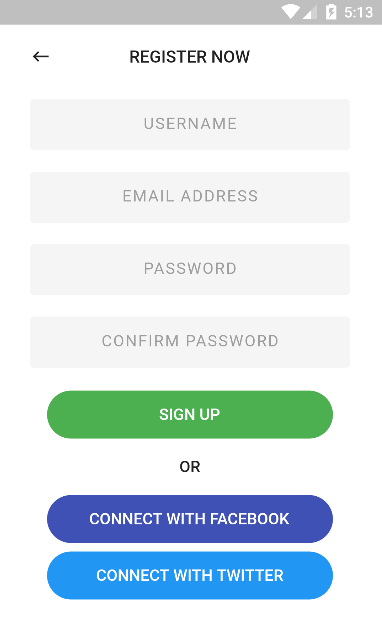 5:13
REGISTER NOW
USERNAME
EMAIL ADDRESS
PASSWORD
CONFIRM PASSWORD
SIGN UP
OR
CONNECT WITH FACEBOOK
CONNECT WITH TWITTER